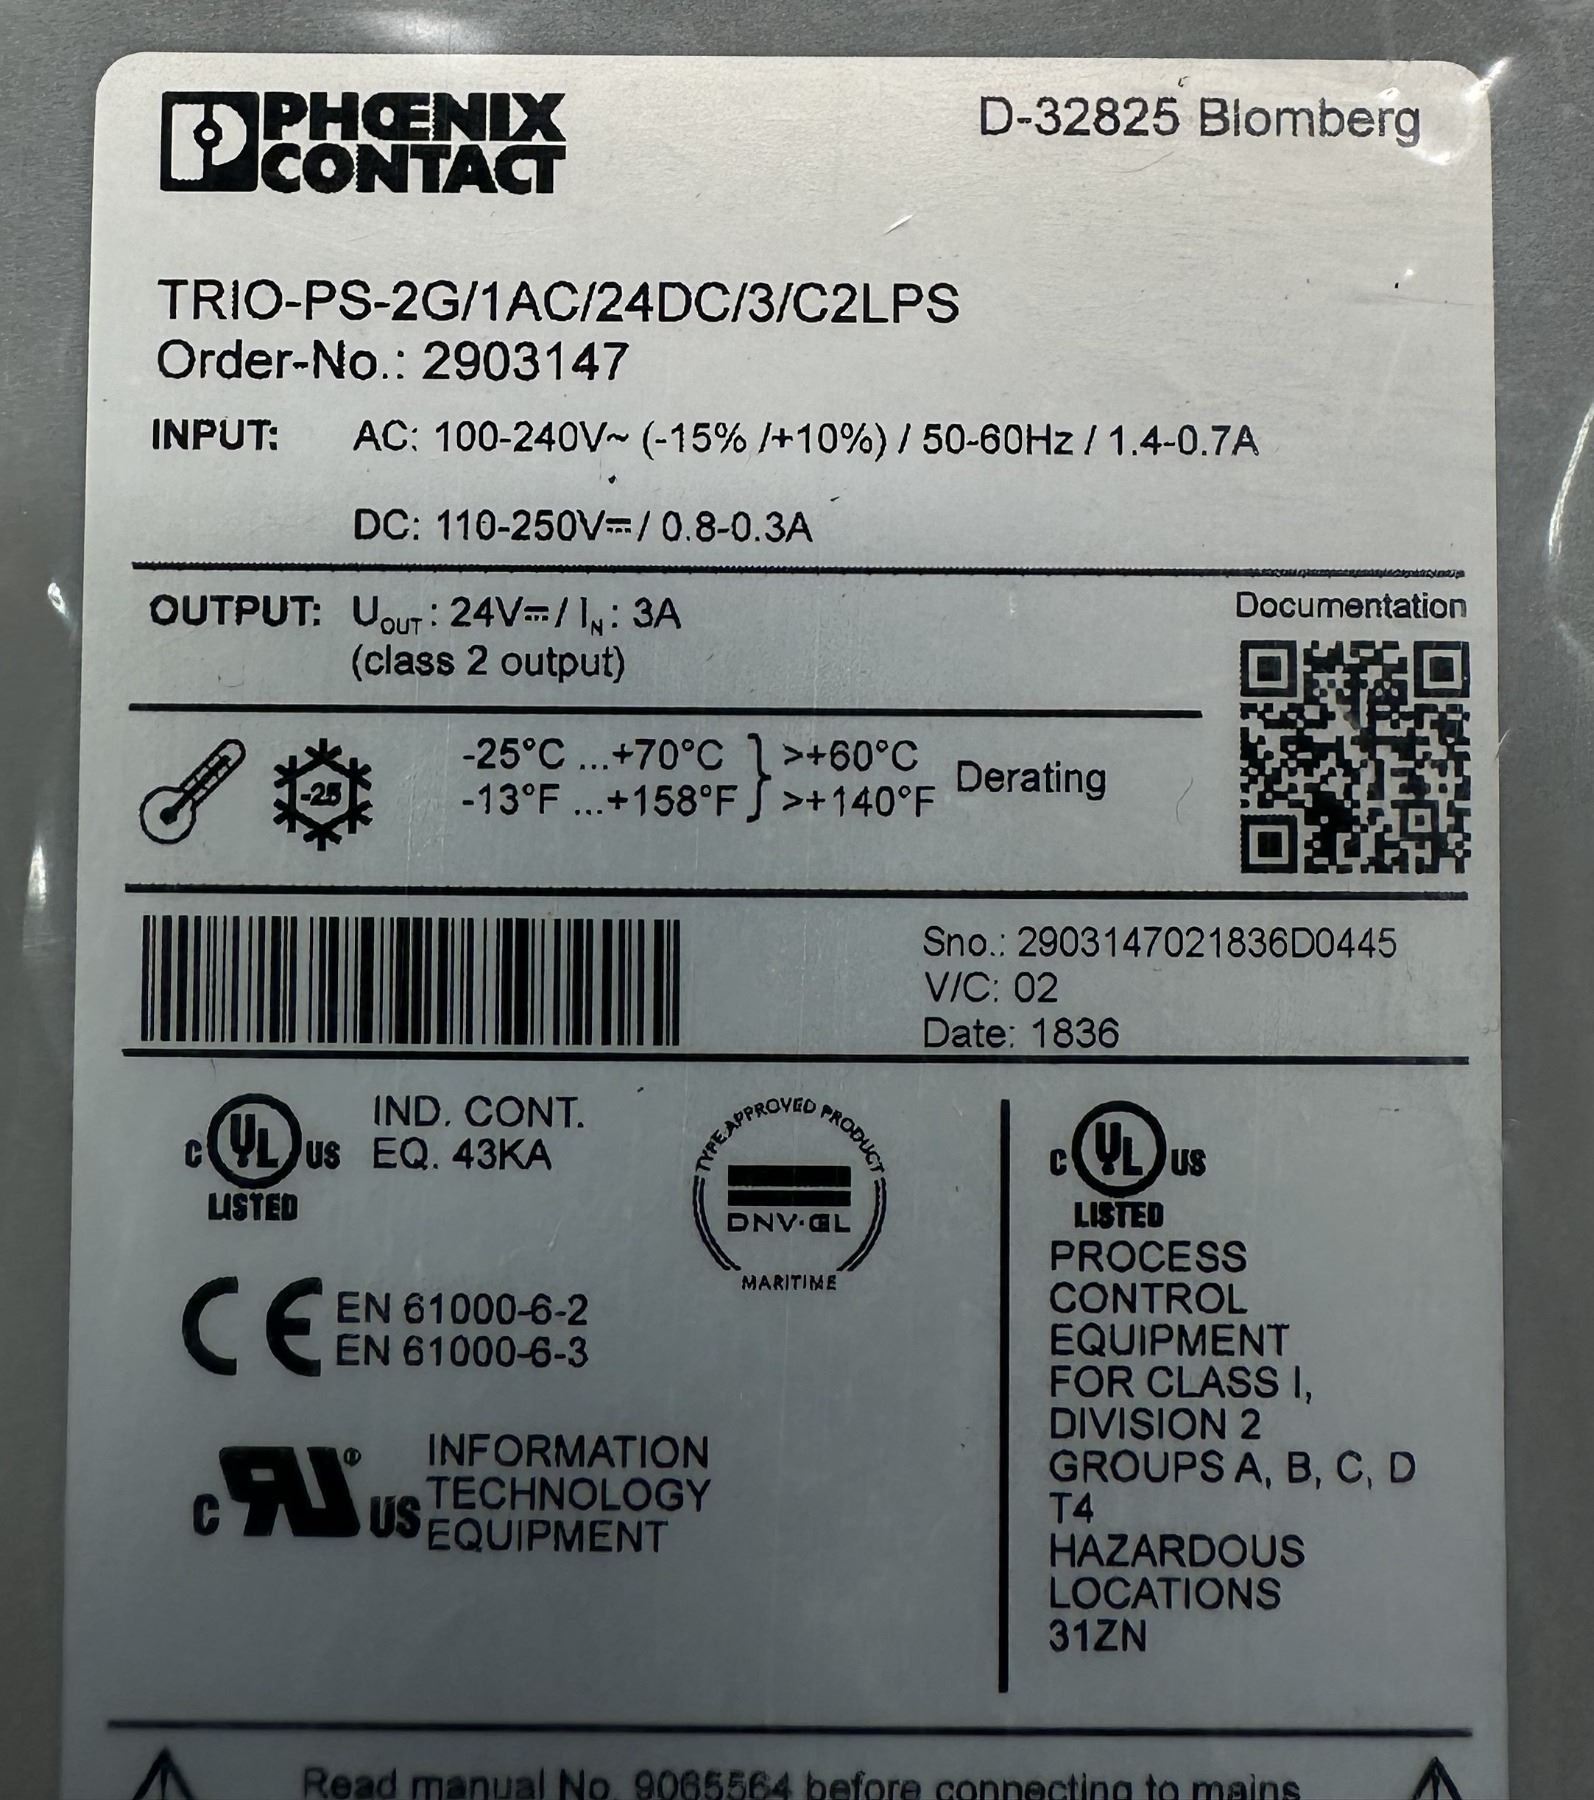 PHŒNIX
CONTACT
D-32825 Blomberg
TRIO-PS-2G/1AC/24DC/3/C2LPS
Order-No.: 2903147
INPUT: AC: 100-240V~ (-15% /+10%) / 50-60Hz / 1.4-0.7A
DC: 110-250V⎓/ 0.8-0.3A
OUTPUT: UOUT: 24V⎓/ IN: 3A
(class 2 output)
Documentation
-25
-25°C ...+70°C } >+60°C
-13°F ...+158°F } >+140°F
Derating
Sno.: 2903147021836D0445
V/C: 02
Date: 1836
C UL US
LISTED
IND. CONT.
EQ. 43KA
TYPE APPROVED PRODUCT
DNV·GL
MARITIME
CE
EN 61000-6-2
EN 61000-6-3
C RU® US
INFORMATION
TECHNOLOGY
EQUIPMENT
C UL US
LISTED
PROCESS
CONTROL
EQUIPMENT
FOR CLASS I,
DIVISION 2
GROUPS A, B, C, D
T4
HAZARDOUS
LOCATIONS
31ZN
Read manual No. 9065564 before connecting to mains